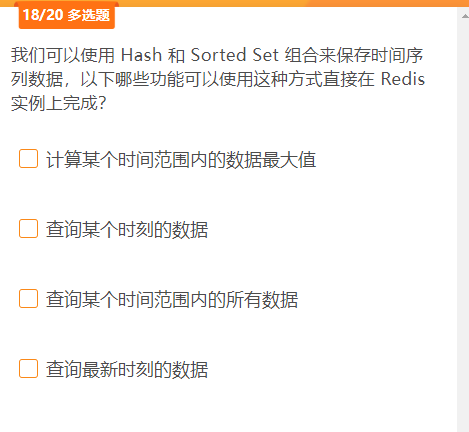 18/20 多选题
我们可以使用 Hash 和 Sorted Set 组合来保存时间序
列数据，以下哪些功能可以使用这种方式直接在 Redis
实例上完成？
计算某个时间范围内的数据最大值
查询某个时刻的数据
查询某个时间范围内的所有数据
查询最新时刻的数据